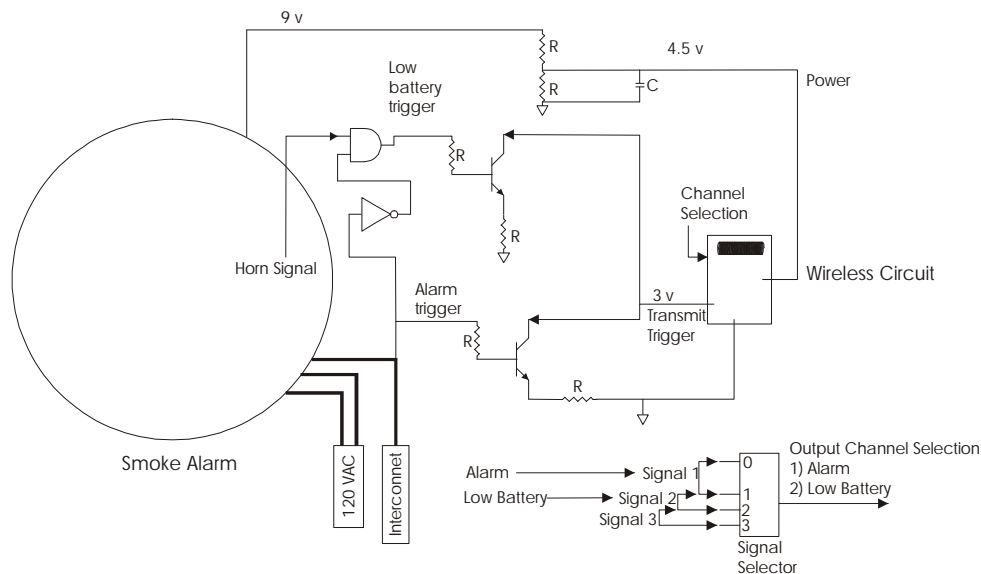 9 v
R
4.5 v
R
C
Power
Low
battery
trigger
R
R
Channel
Selection
Horn Signal
Wireless Circuit
Alarm
trigger
3 v
Transmit
Trigger
R
R
Smoke Alarm
120 VAC
Interconnet
Alarm
Signal 1
Low Battery
Signal 2
Signal 3
0
1
2
3
Signal
Selector
Output Channel Selection
1) Alarm
2) Low Battery